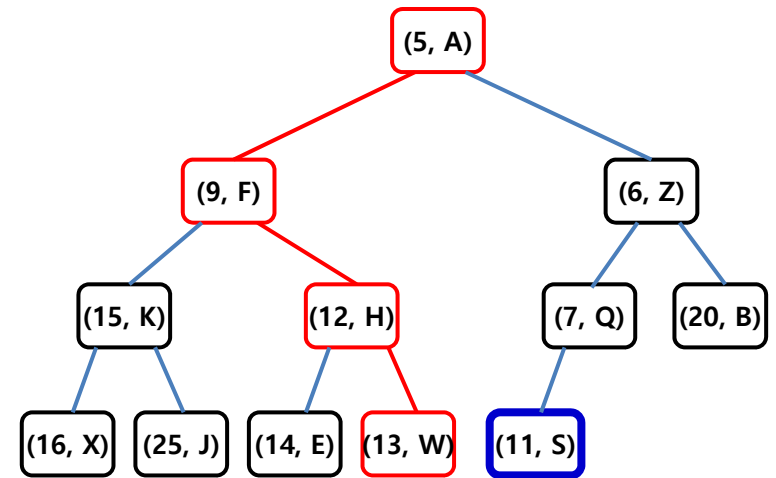 (5, A)
(9, F)
(6, Z)
(15, K)
(12, H)
(7, Q)
(20, B)
(16, X)
(25, J)
(14, E)
(13, W)
(11, S)